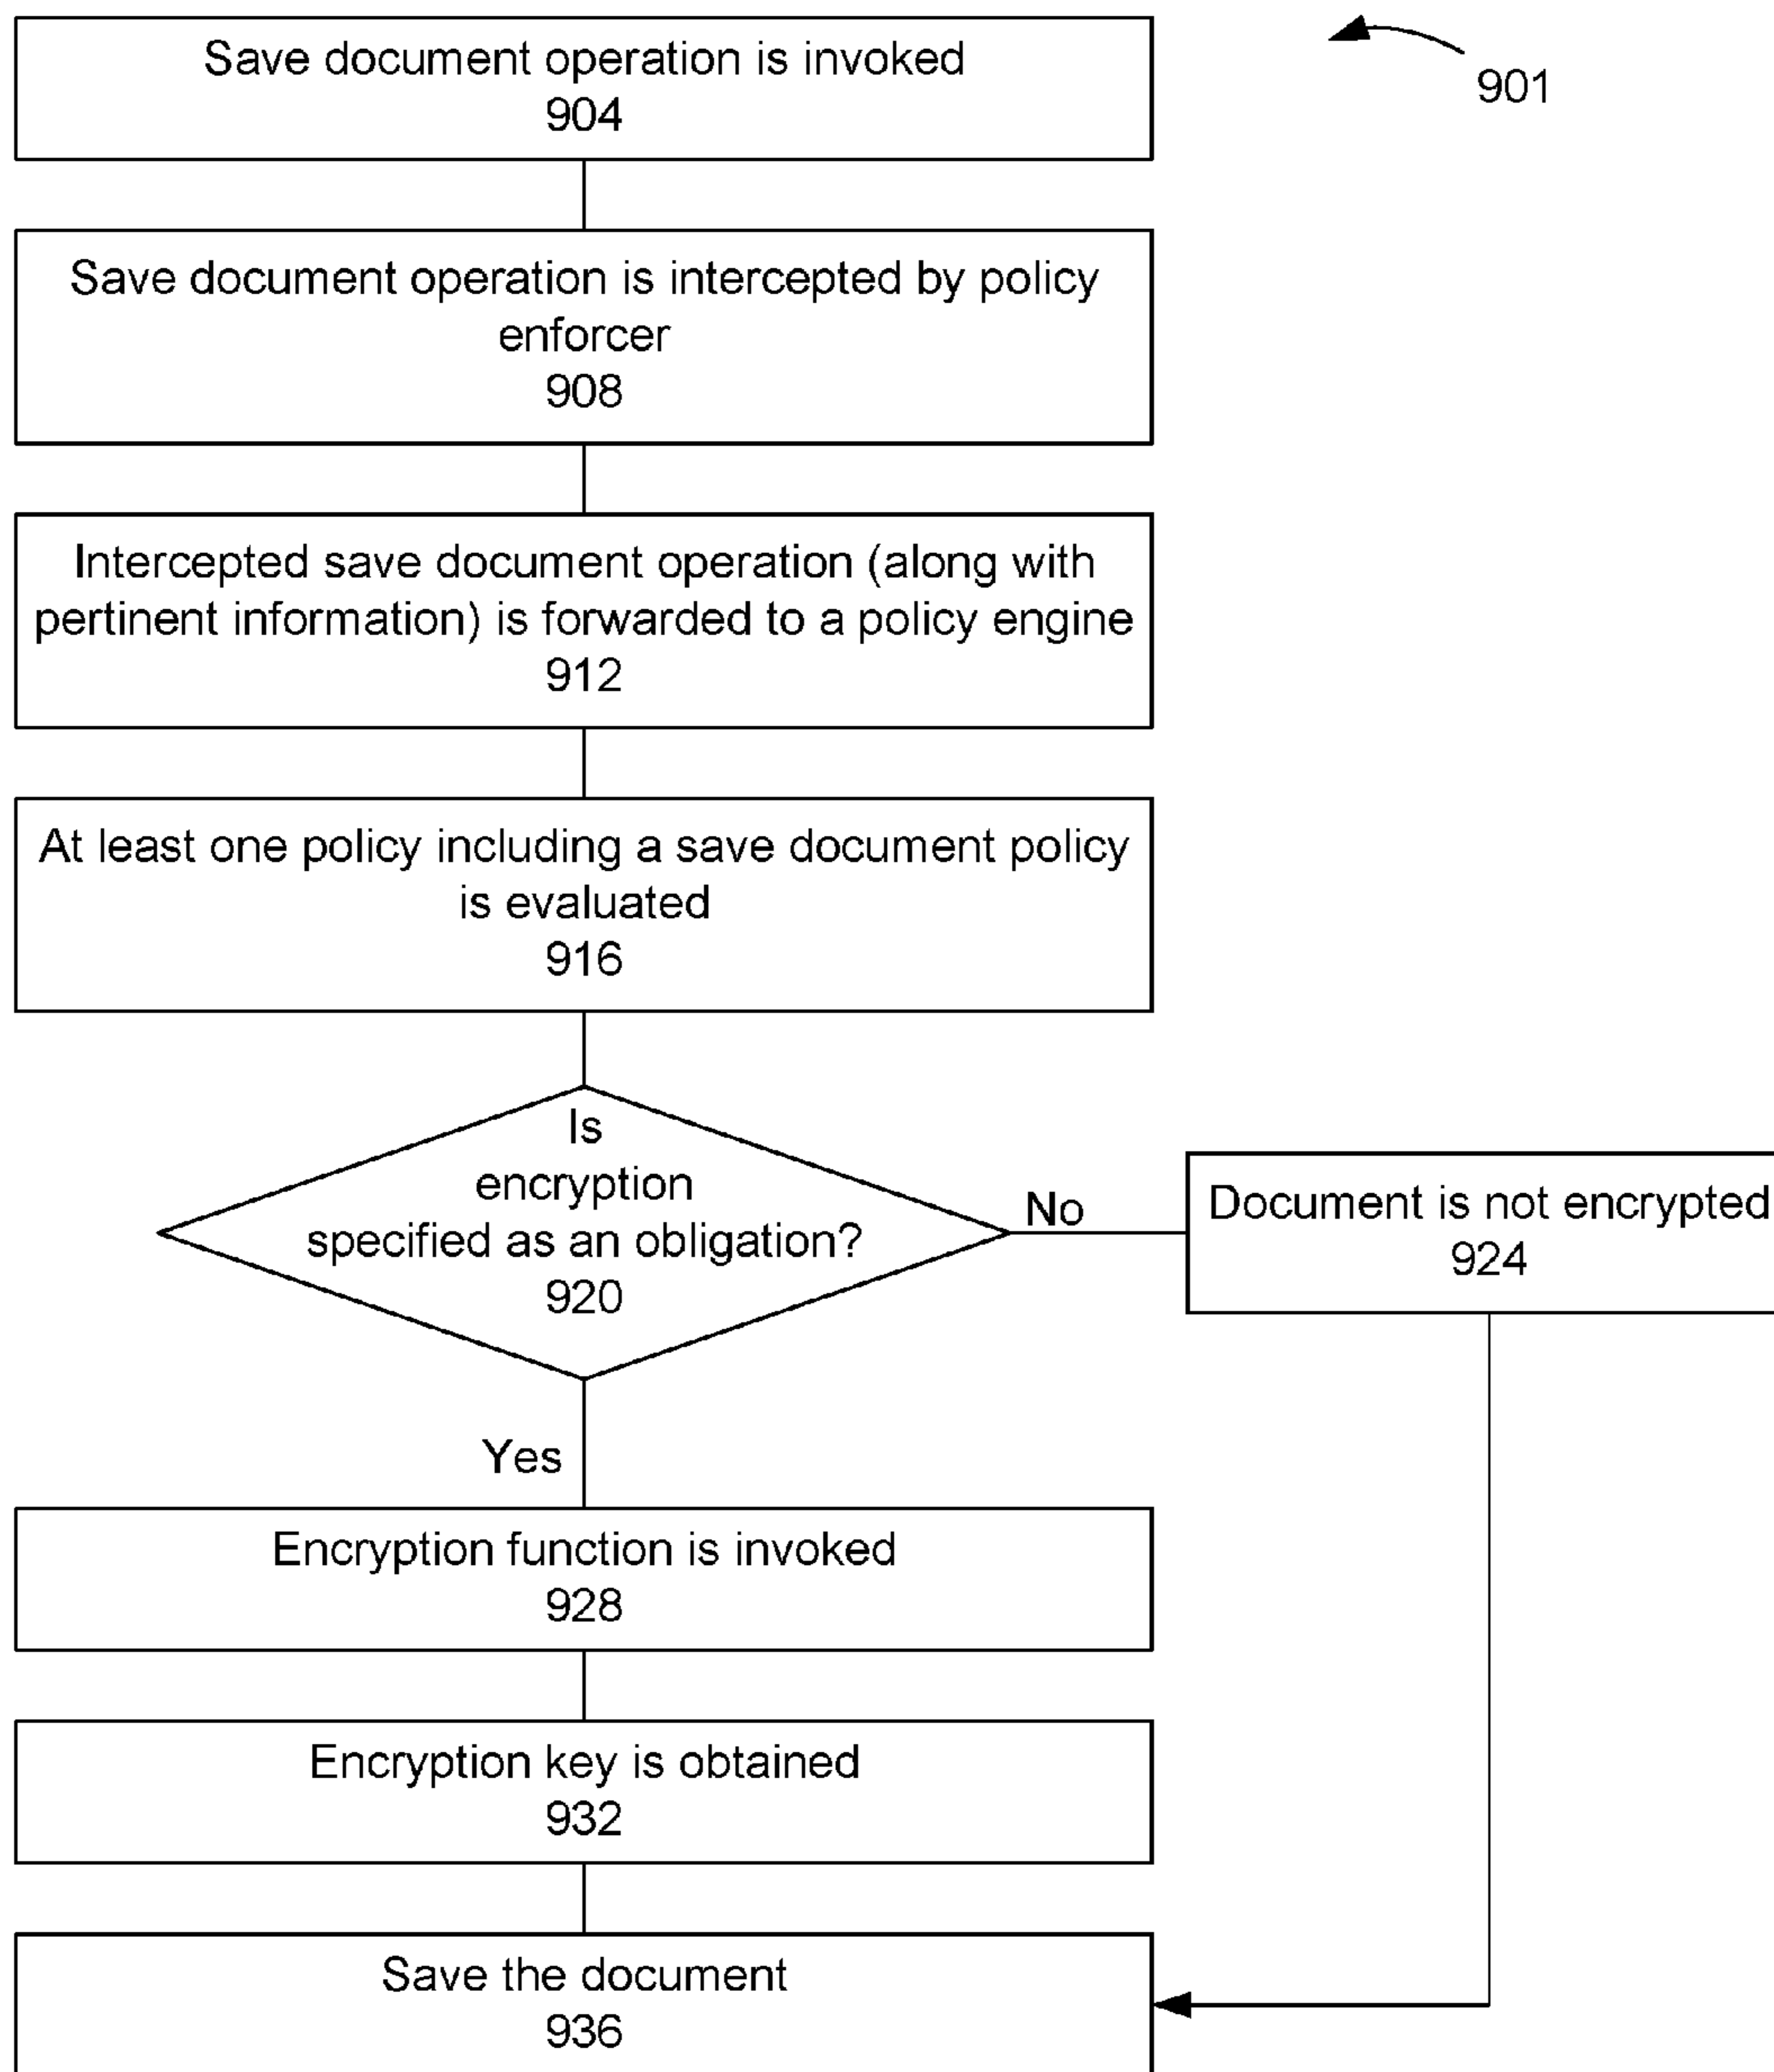 Save document operation is invoked
904
901
Save document operation is intercepted by policy
enforcer
908
Intercepted save document operation (along with
pertinent information) is forwarded to a policy engine
912
At least one policy including a save document policy
is evaluated
916
Is
encryption
specified as an obligation?
920
No
Document is not encrypted
924
Yes
Encryption function is invoked
928
Encryption key is obtained
932
Save the document
936